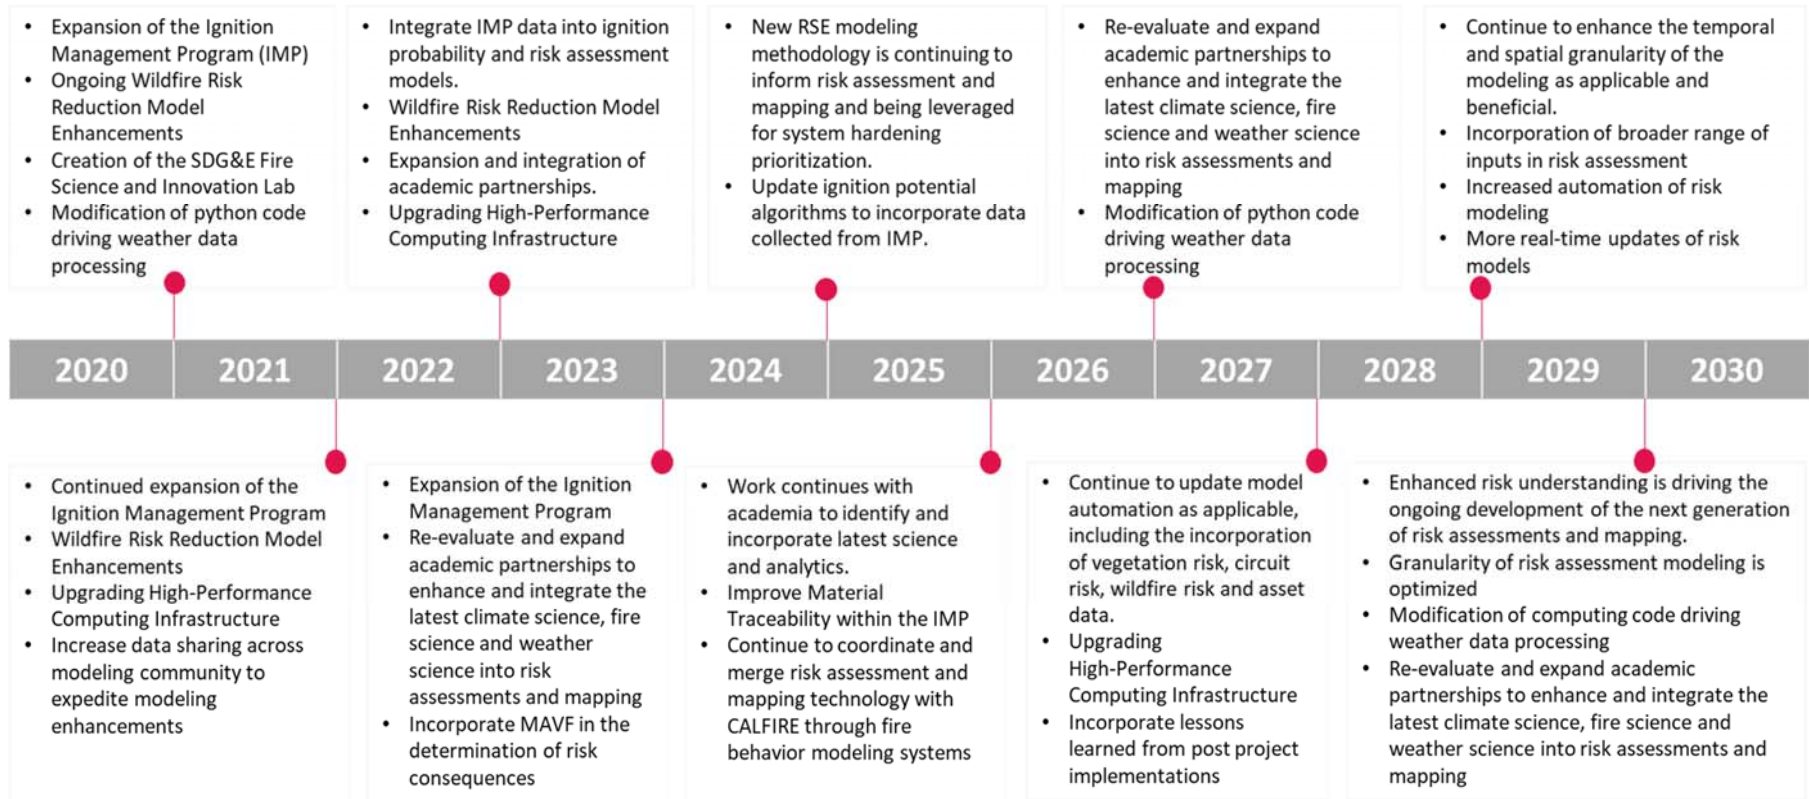 • Expansion of the Ignition
Management Program (IMP)
• Ongoing Wildfire Risk
Reduction Model
Enhancements
• Creation of the SDG&E Fire
Science and Innovation Lab
• Modification of python code
driving weather data
processing
• Integrate IMP data into ignition
probability and risk assessment
models.
• Wildfire Risk Reduction Model
Enhancements
• Expansion and integration of
academic partnerships.
• Upgrading High-Performance
Computing Infrastructure
• New RSE modeling
methodology is continuing to
inform risk assessment and
mapping and being leveraged
for system hardening
prioritization.
• Update ignition potential
algorithms to incorporate data
collected from IMP.
• Re-evaluate and expand
academic partnerships to
enhance and integrate the
latest climate science, fire
science and weather science
into risk assessments and
mapping
• Modification of python code
driving weather data
processing
• Continue to enhance the temporal
and spatial granularity of the
modeling as applicable and
beneficial.
• Incorporation of broader range of
inputs in risk assessment
• Increased automation of risk
modeling
• More real-time updates of risk
models
2020 2021 2022 2023 2024 2025 2026 2027 2028 2029 2030
• Continued expansion of the
Ignition Management Program
• Wildfire Risk Reduction Model
Enhancements
• Upgrading High-Performance
Computing Infrastructure
• Increase data sharing across
modeling community to
expedite modeling
enhancements
• Expansion of the Ignition
Management Program
• Re-evaluate and expand
academic partnerships to
enhance and integrate the
latest climate science, fire
science and weather
science into risk
assessments and mapping
• Incorporate MAVF in the
determination of risk
consequences
• Work continues with
academia to identify and
incorporate latest science
and analytics.
• Improve Material
Traceability within the IMP
• Continue to coordinate and
merge risk assessment and
mapping technology with
CALFIRE through fire
behavior modeling systems
• Continue to update model
automation as applicable,
including the incorporation
of vegetation risk, circuit
risk, wildfire risk and asset
data.
• Upgrading
High-Performance
Computing Infrastructure
• Incorporate lessons
learned from post project
implementations
• Enhanced risk understanding is driving the
ongoing development of the next generation
of risk assessments and mapping.
• Granularity of risk assessment modeling is
optimized
• Modification of computing code driving
weather data processing
• Re-evaluate and expand academic
partnerships to enhance and integrate the
latest climate science, fire science and
weather science into risk assessments and
mapping